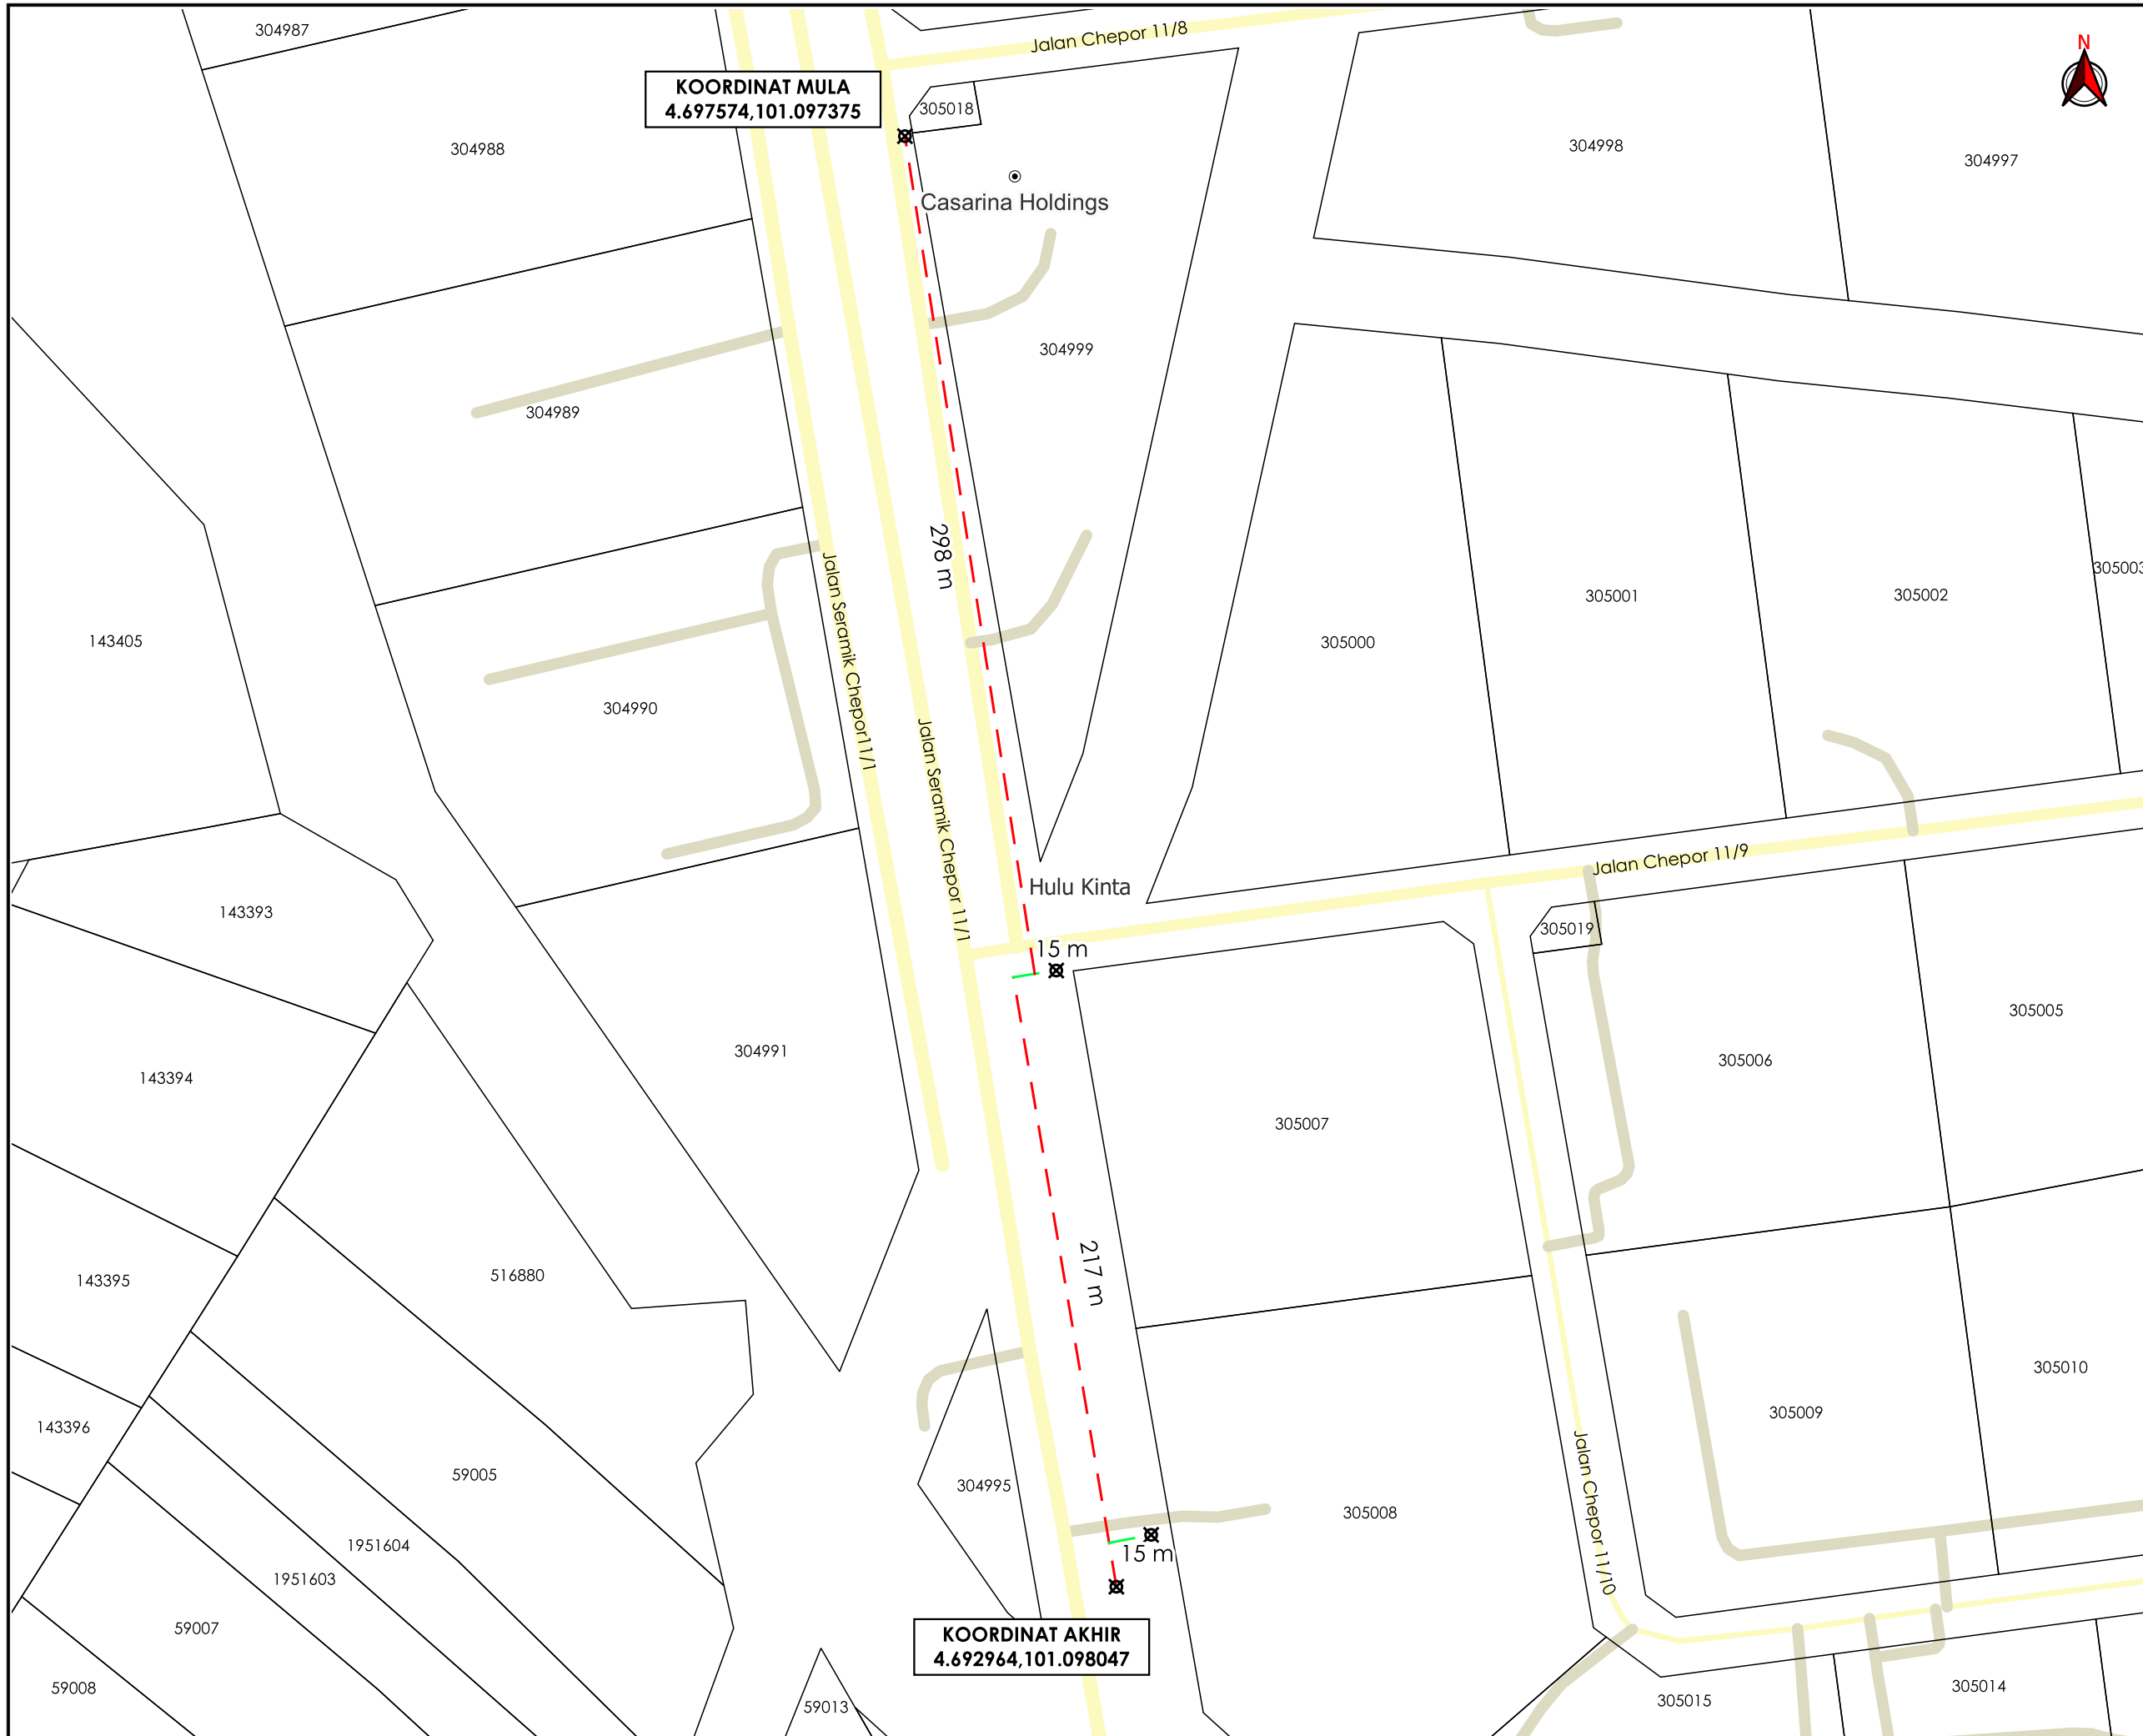 304987
Jalan Chepor 11/8
N
KOORDINAT MULA
4.697574,101.097375
305018
304988
304998
304997
Casarina Holdings
304999
304989
298 m
305003
305001
305002
143405
305000
Jalan Seramik Chepor11/1
304990
Jalan Seramik Chepor 11/1
Jalan Chepor 11/9
Hulu Kinta
143393
305019
15 m
305005
304991
305006
143394
305007
217 m
516880
143395
305010
305009
143396
59005
304995
305008
Jalan Chepor 11/10
1951604
15 m
1951603
59007
KOORDINAT AKHIR
4.692964,101.098047
59008
59013
305015
305014